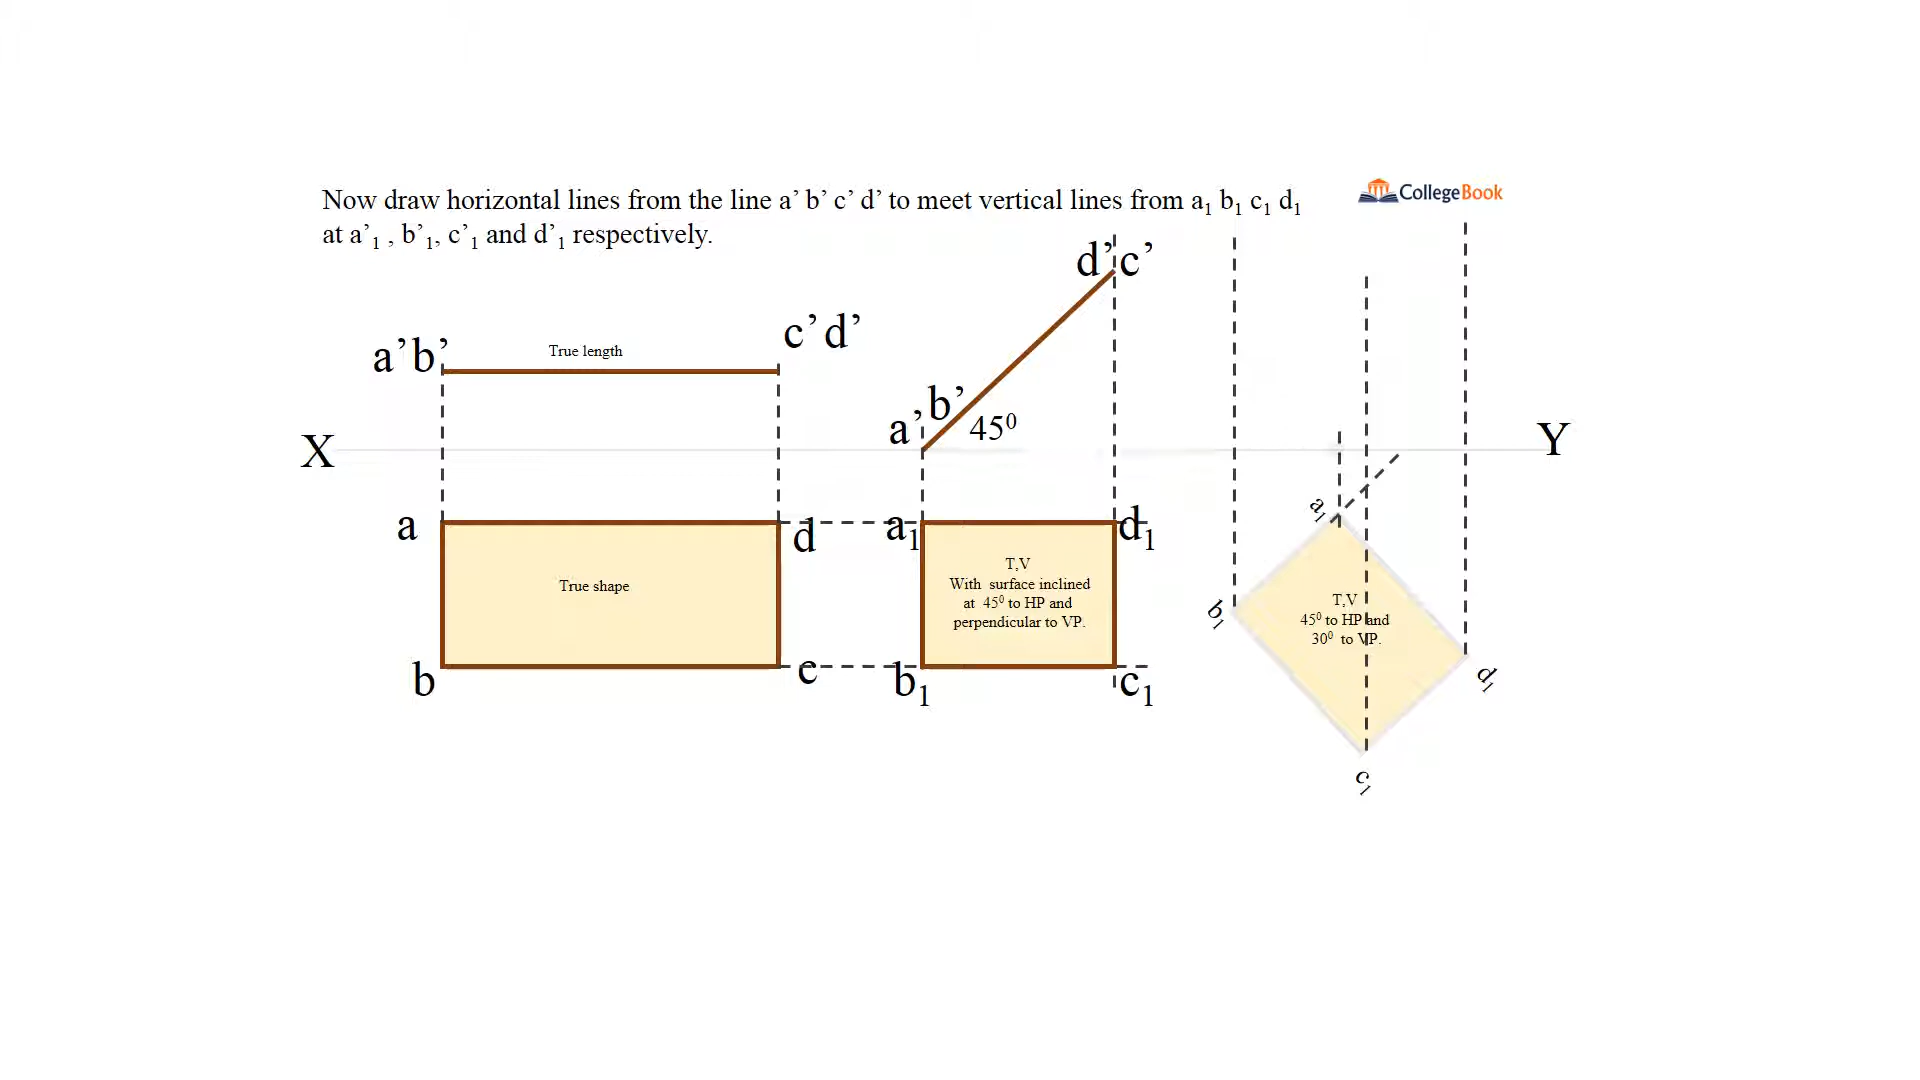 Now draw horizontal lines from the line a’ b’ c’ d’ to meet vertical lines from a₁ b₁ c₁ d₁
at a’₁ , b’₁, c’₁ and d’₁ respectively.
CollegeBook
d’c’
c’d’
a’b’
True length
a’b’
45⁰
X
Y
a
d
a₁
d₁
a₁
True shape
T,V
With surface inclined
at 45⁰ to HP and
perpendicular to VP.
b₁
T,V
45⁰ to HP and
30⁰ to VP.
b
c
b₁
c₁
d₁
c₁